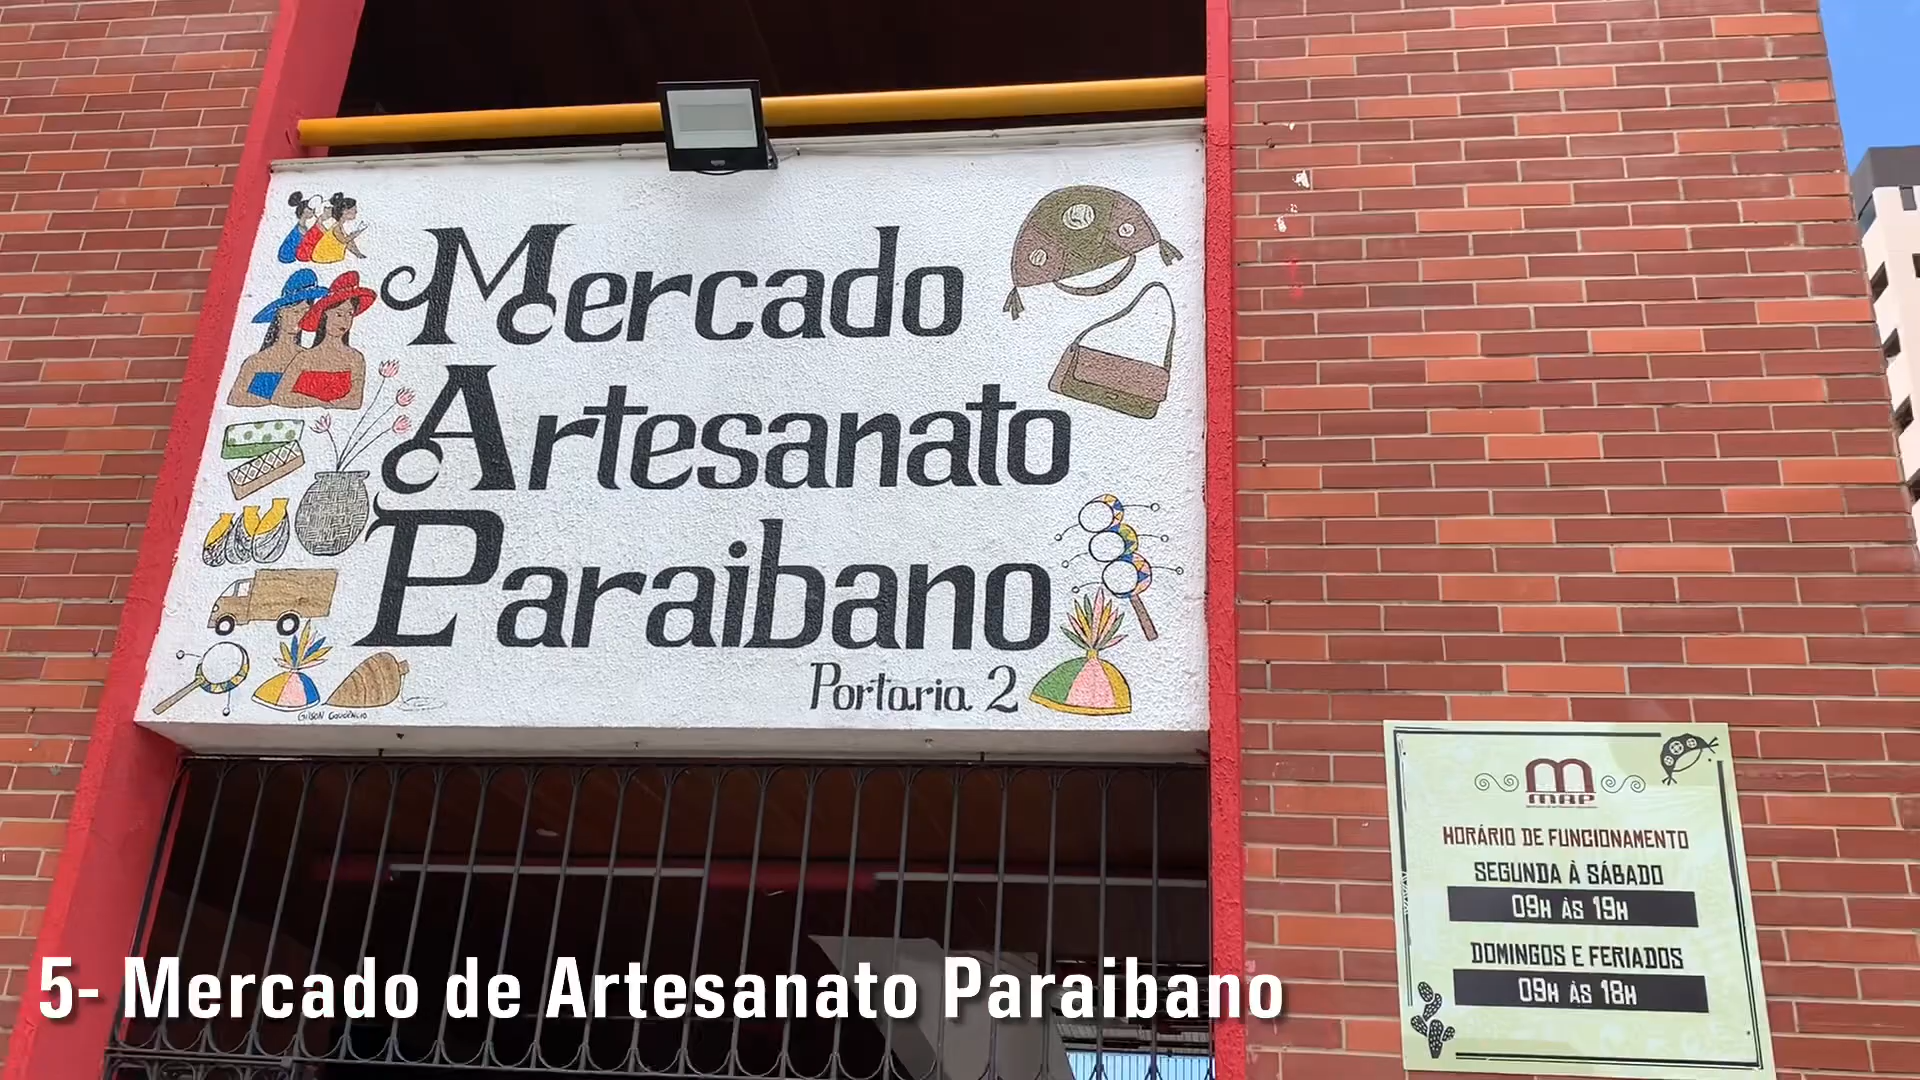 Mercado
Artesanato
Paraibano
Portaria 2
MAP
HORÁRIO DE FUNCIONAMENTO
SEGUNDA À SÁBADO
09H ÀS 19H
DOMINGOS E FERIADOS
09H ÀS 18H
5- Mercado de Artesanato Paraibano